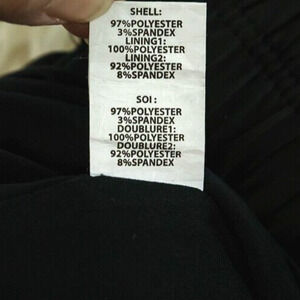 SHELL:
97%POLYESTER
3%SPANDEX
LINING1:
100%POLYESTER
LINING2:
92%POLYESTER
8%SPANDEX
SOI:
97%POLYESTER
3%SPANDEX
DOUBLURE1:
100%POLYESTER
DOUBLURE2:
92%POLYESTER
8%SPANDEX